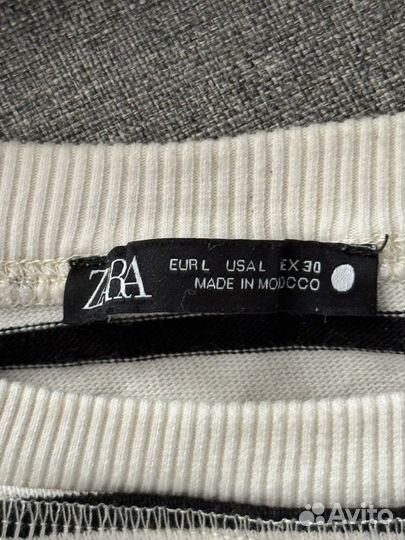 ZARA
EUR L USA L EX 30
MADE IN MOROCCO
Avito